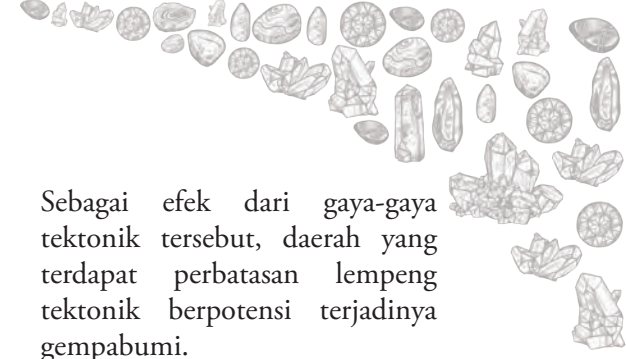 Sebagai efek dari gaya-gaya
tektonik tersebut, daerah yang
terdapat perbatasan lempeng
tektonik berpotensi terjadinya
gempabumi.